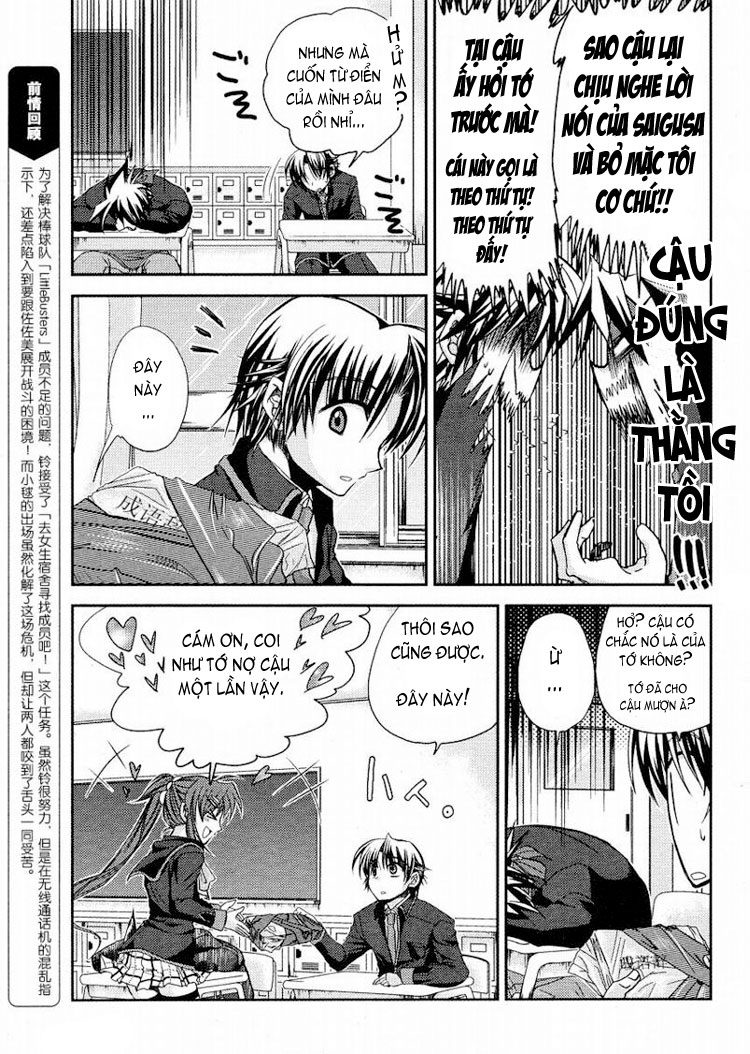 SAO CẬU LẠI
CHỊU NGHE LỜI
NÓI CỦA SAIGUSA
VÀ BỎ MẶC TÔI
CƠ CHỨ!!
TẠI CẬU
ẤY HỎI TỚ
TRƯỚC MÀ!
CÁI NÀY GỌI LÀ
THEO THỨ TỰ!
THEO THỨ TỰ
ĐẤY!
CẬU
ĐÚNG
LÀ
THẰNG
TỒI
!!!
HỬM?
NHƯNG MÀ
CUỐN TỪ ĐIỂN
CỦA MÌNH ĐÂU
RỒI NHỈ...
ĐÂY
NÀY
...
成语
HỞ? CẬU CÓ
CHẮC NÓ LÀ CỦA
TỚ KHÔNG?
TỚ ĐÃ CHO
CẬU MƯỢN À?
Ừ
...
THÔI SAO
CŨNG ĐƯỢC.
ĐÂY NÀY!
CÁM ƠN, COI
NHƯ TỚ NỢ CẬU
MỘT LẦN VẬY.
前情回顾
为了解决棒球队「LittleBusters」成员不足的问题，铃接受了「去女生宿舍寻找成员吧！」这个任务。虽然铃很努力，但是在无线通话机的混乱指
示下，还差点陷入到要跟佐佐美展开战斗的困境！而小毬的出场虽然化解了这场危机，但却让两人都咬到了舌头一同受苦。